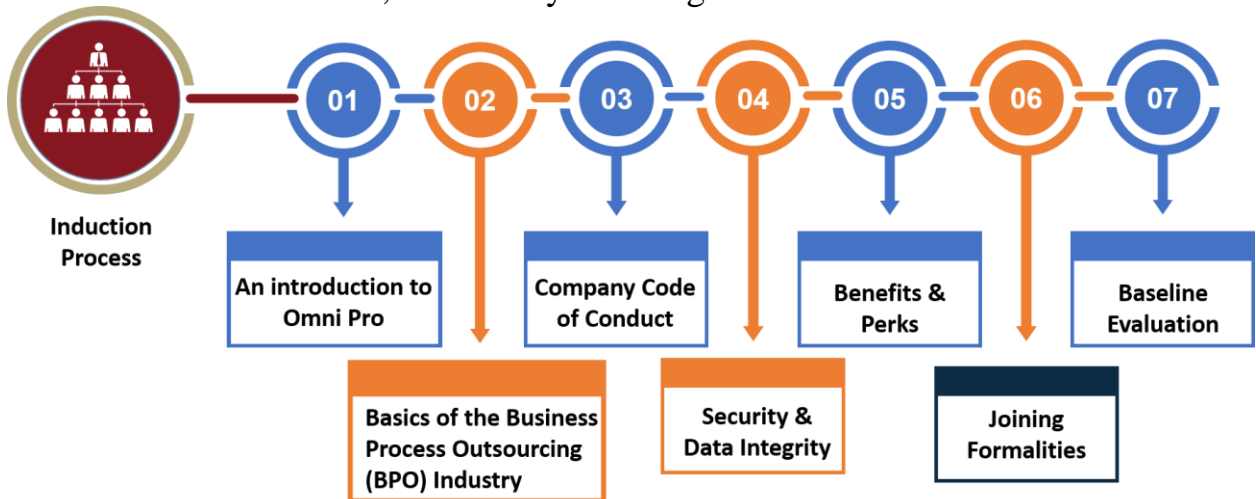 Induction
Process
01
02
03
04
05
06
07
An introduction to
Omni Pro
Basics of the Business
Process Outsourcing
(BPO) Industry
Company Code
of Conduct
Security &
Data Integrity
Benefits &
Perks
Joining
Formalities
Baseline
Evaluation